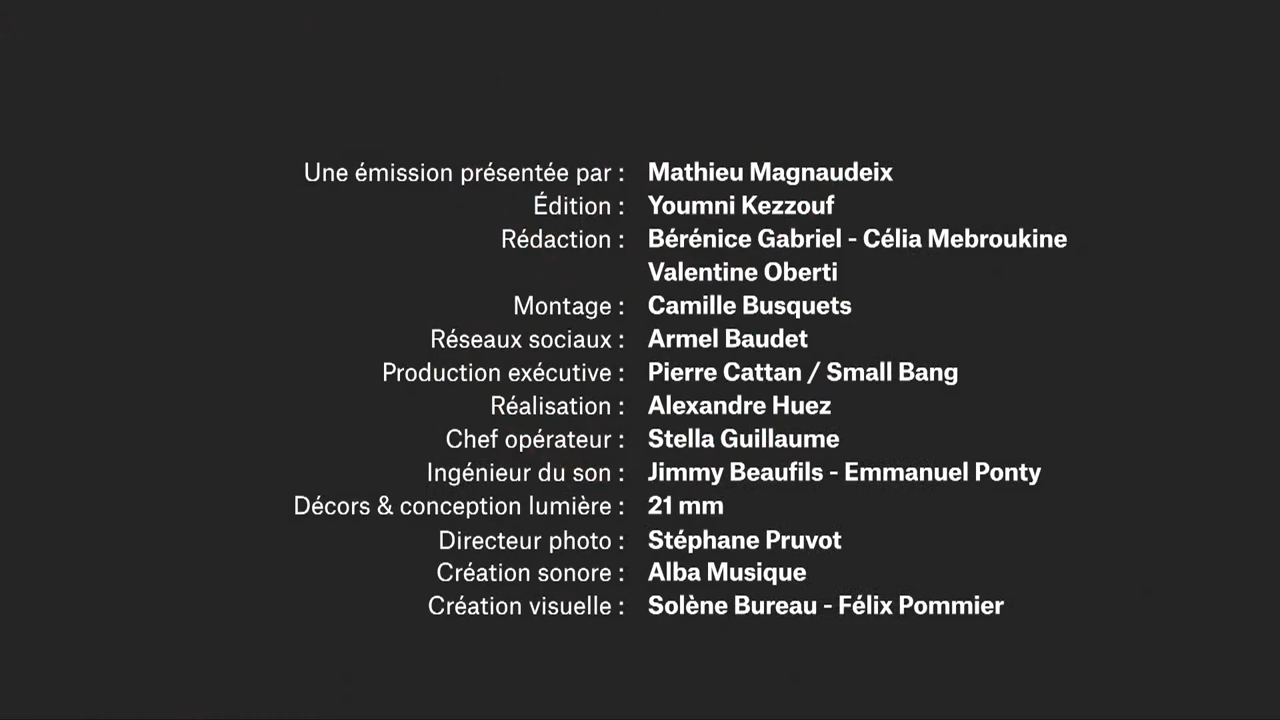 Une émission présentée par : Mathieu Magnaudeix
Édition : Youmni Kezzouf
Rédaction : Bérénice Gabriel - Célia Mebroukine
Valentine Oberti
Montage : Camille Busquets
Réseaux sociaux : Armel Baudet
Production exécutive : Pierre Cattan / Small Bang
Réalisation : Alexandre Huez
Chef opérateur : Stella Guillaume
Ingénieur du son : Jimmy Beaufils - Emmanuel Ponty
Décors & conception lumière : 21 mm
Directeur photo : Stéphane Pruvot
Création sonore : Alba Musique
Création visuelle : Solène Bureau - Félix Pommier